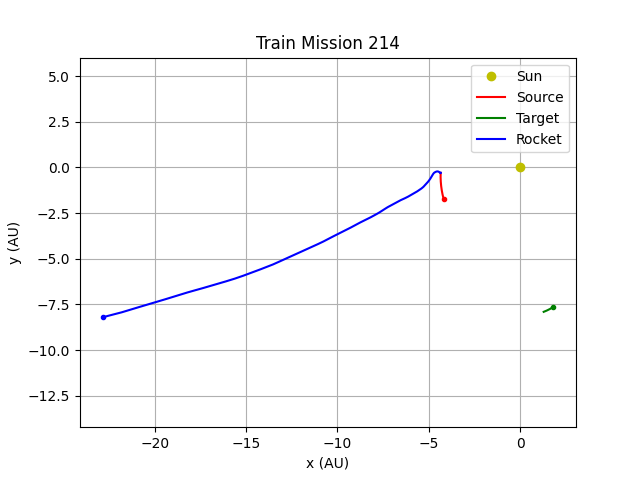 Train Mission 214
Sun
Source
Target
Rocket
5.0
2.5
0.0
−2.5
−5.0
−7.5
−10.0
−12.5
y (AU)
−20
−15
−10
−5
0
x (AU)